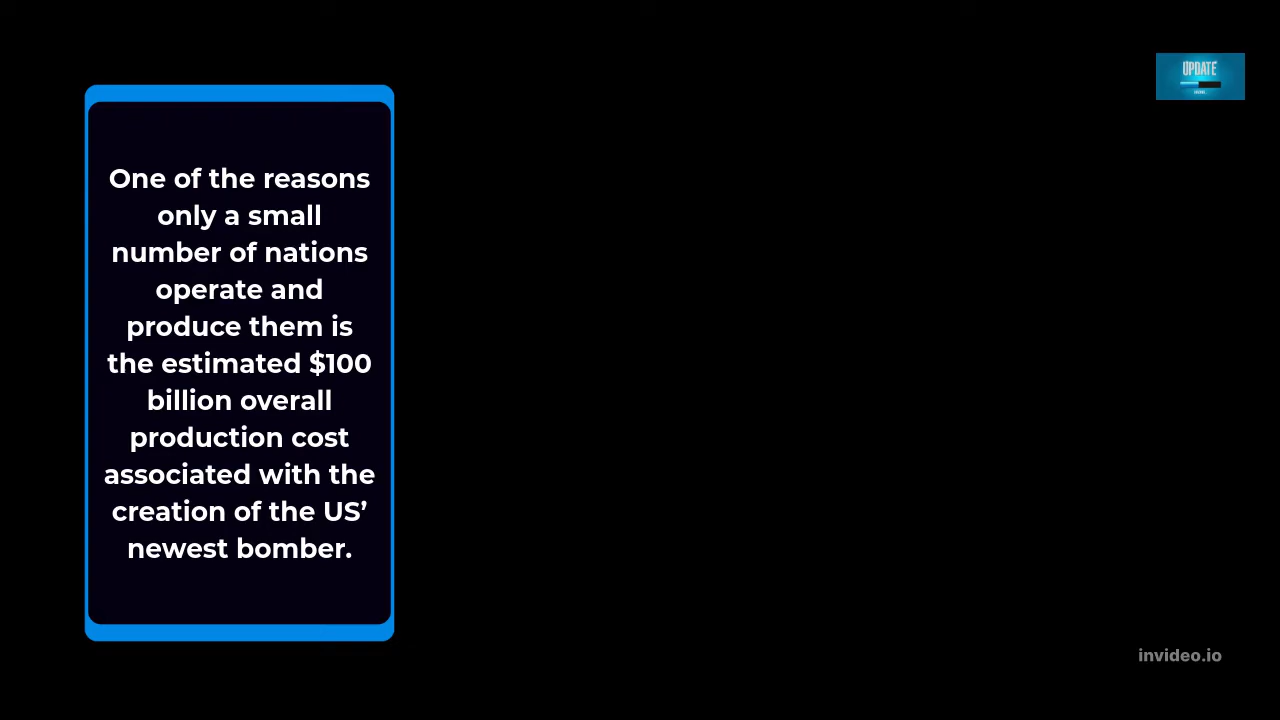 UPDATE
One of the reasons
only a small
number of nations
operate and
produce them is
the estimated $100
billion overall
production cost
associated with the
creation of the US’
newest bomber.
invideo.io